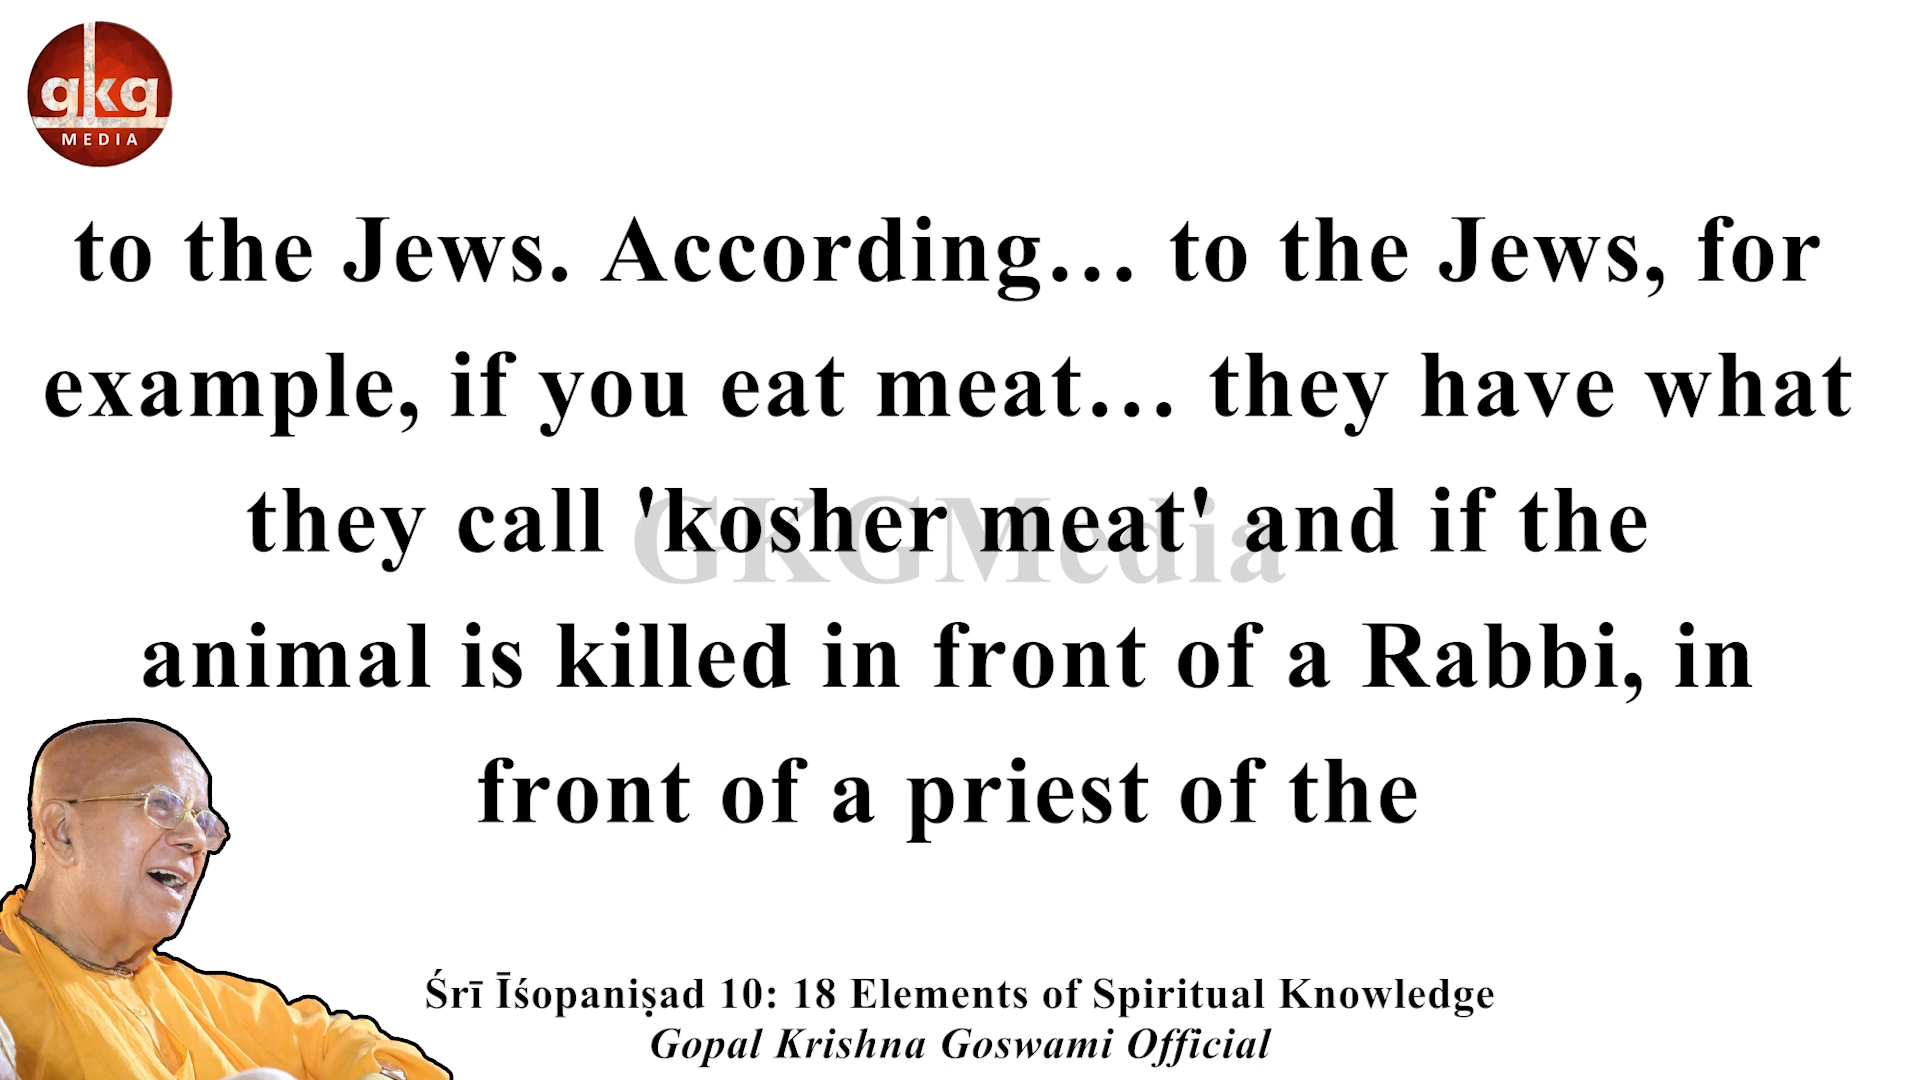 gkg
MEDIA
to the Jews. According… to the Jews, for
example, if you eat meat… they have what
they call 'kosher meat' and if the
GKGMedia
animal is killed in front of a Rabbi, in
front of a priest of the
Śrī Īśopaniṣad 10: 18 Elements of Spiritual Knowledge
Gopal Krishna Goswami Official